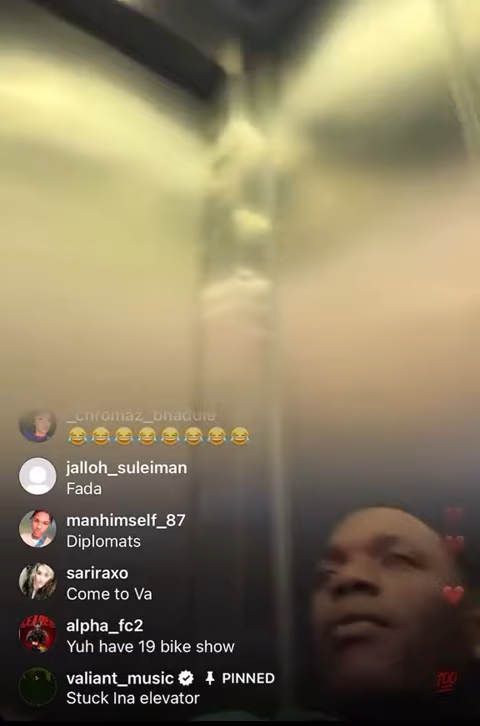 _chromaz_bhaddie
😂😂😂😂😂😂😂😂
jalloh_suleiman
Fada
manhimself_87
Diplomats
sariraxo
Come to Va
alpha_fc2
Yuh have 19 bike show
valiant_music PINNED
Stuck Ina elevator
💯